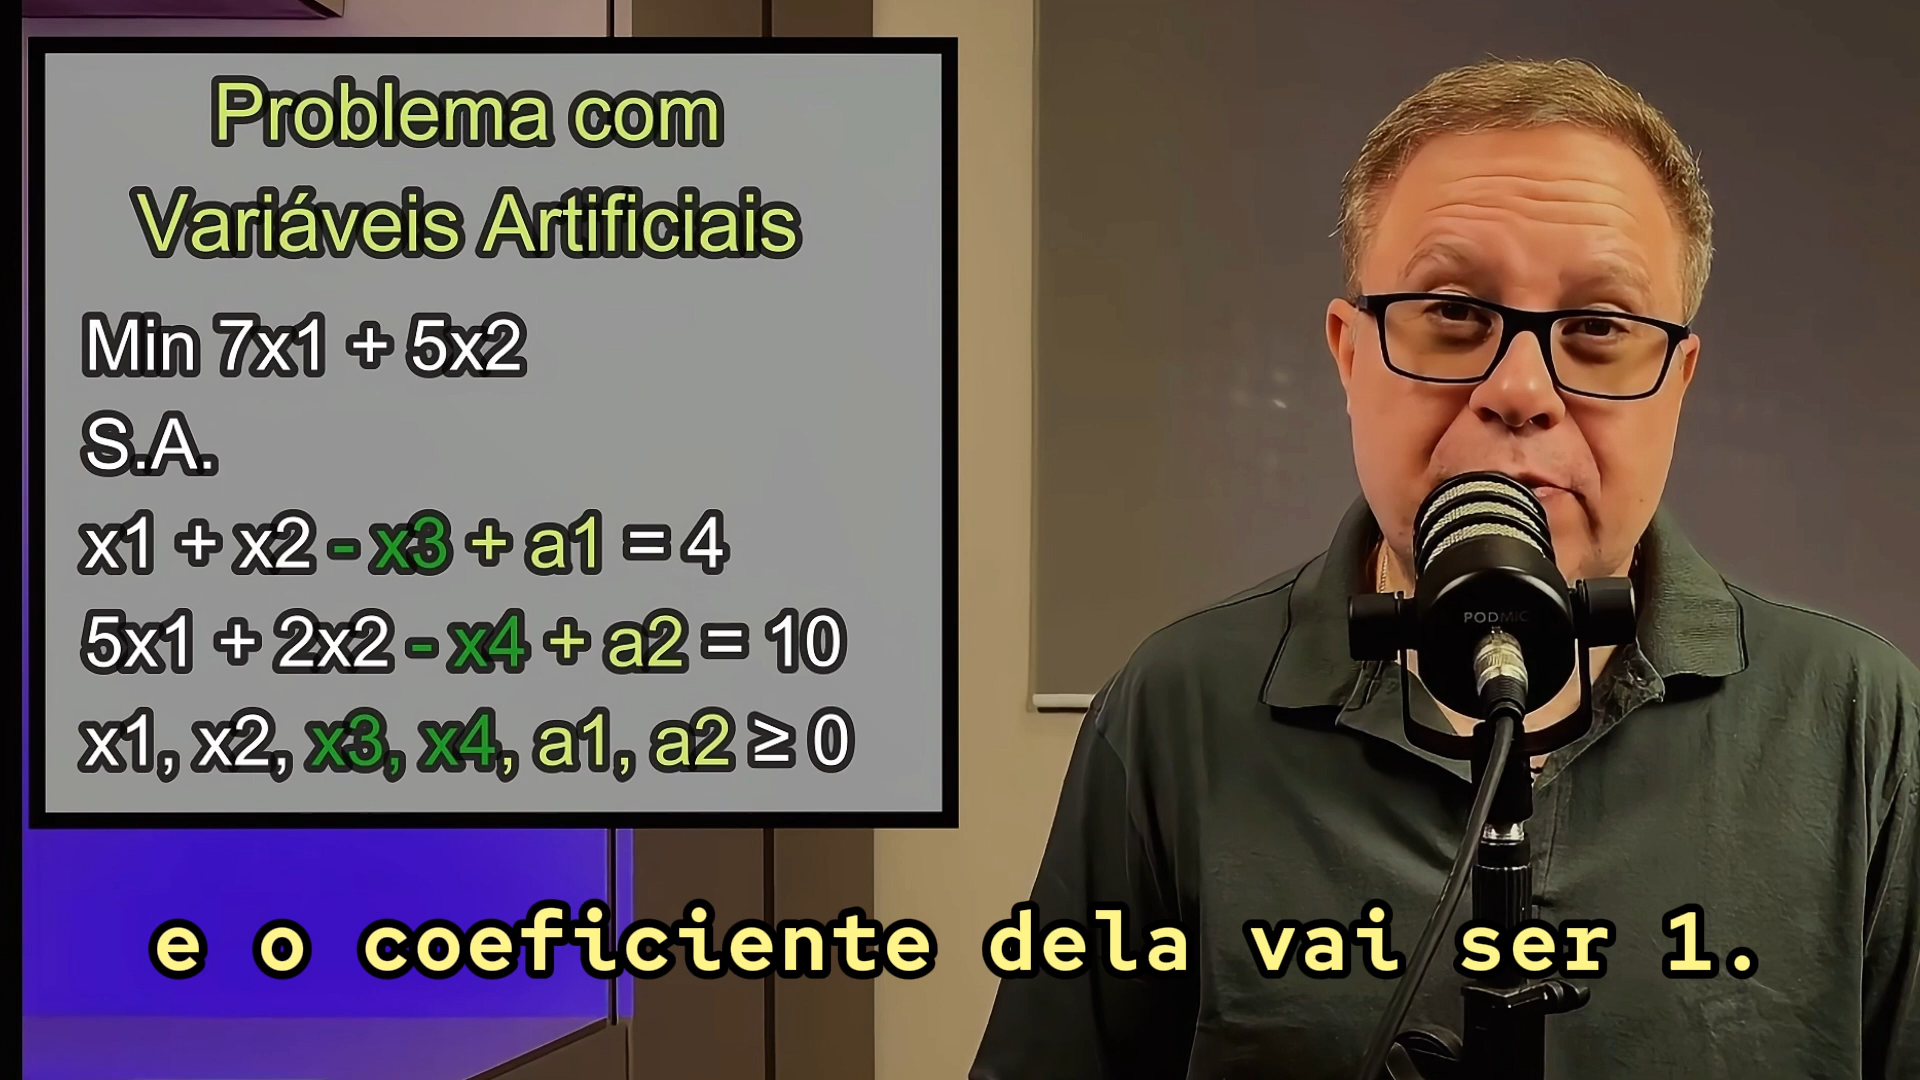 Problema com
Variáveis Artificiais
Min 7x1 + 5x2
S.A.
x1 + x2 - x3 + a1 = 4
5x1 + 2x2 - x4 + a2 = 10
x1, x2, x3, x4, a1, a2 ≥ 0
PODMIC
e o coeficiente dela vai ser 1.